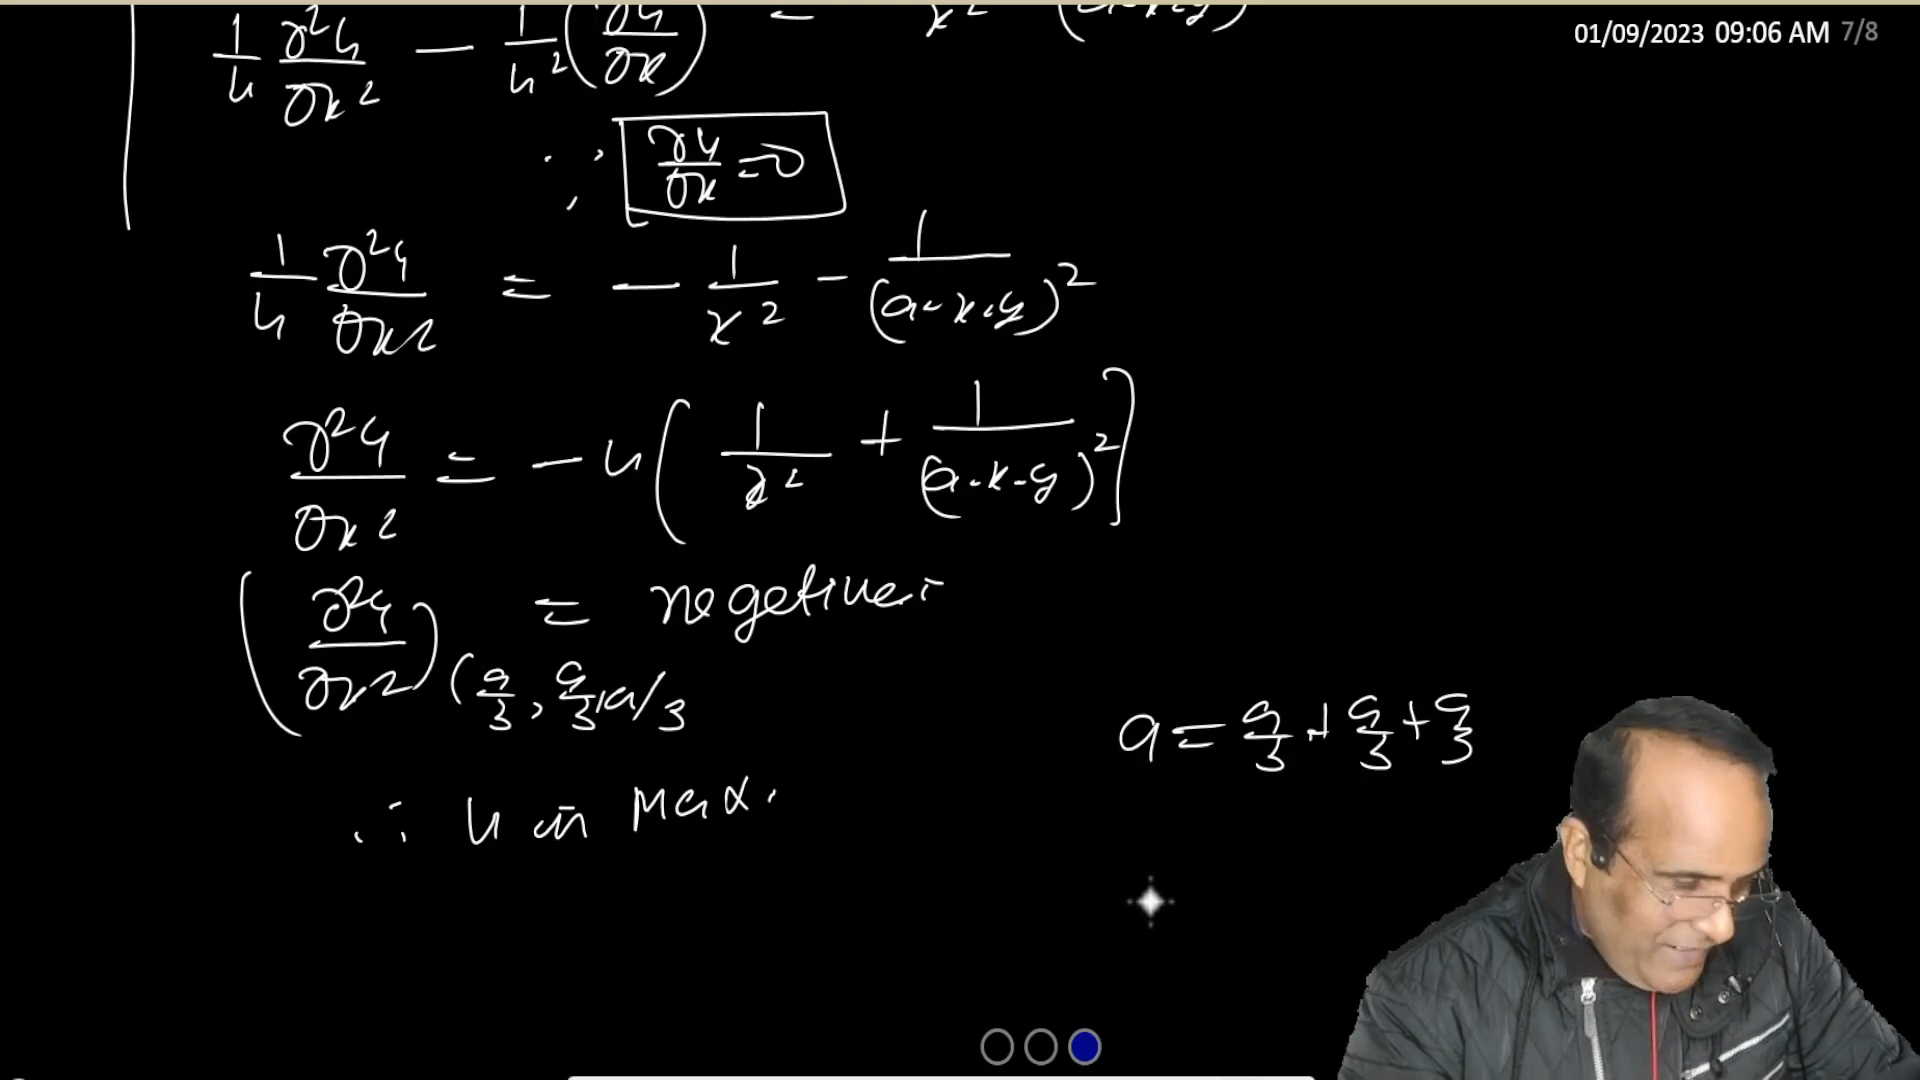 01/09/2023 09:06 AM 7/8
1/u ∂²u/∂x² − 1/u² (∂u/∂x) =
∵ ∂u/∂x = 0
1/u ∂²u/∂x² = − 1/x² − 1/(a-x-y)²
∂²u/∂x² = − u [ 1/x² + 1/(a-x-y)² ]
(∂²u/∂x²) (a/3, a/3, a/3 = negetive
a = a/3 + a/3 + a/3
∴ u is Max.